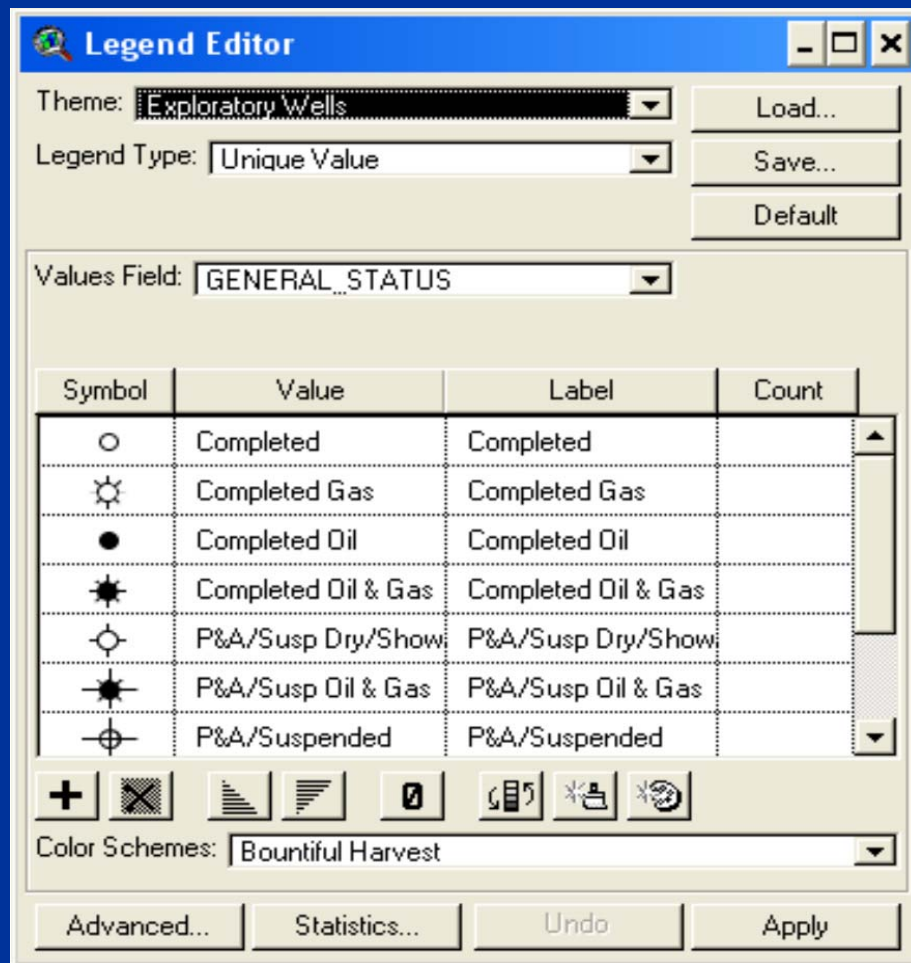 Legend Editor
Theme: Exploratory Wells
Load...
Legend Type: Unique Value
Save...
Default
Values Field: GENERAL_STATUS
Symbol Value Label Count
Completed Completed
Completed Gas Completed Gas
Completed Oil Completed Oil
Completed Oil & Gas Completed Oil & Gas
P&A/Susp Dry/Show P&A/Susp Dry/Show
P&A/Susp Oil & Gas P&A/Susp Oil & Gas
P&A/Suspended P&A/Suspended
0
Color Schemes: Bountiful Harvest
Advanced... Statistics... Undo Apply